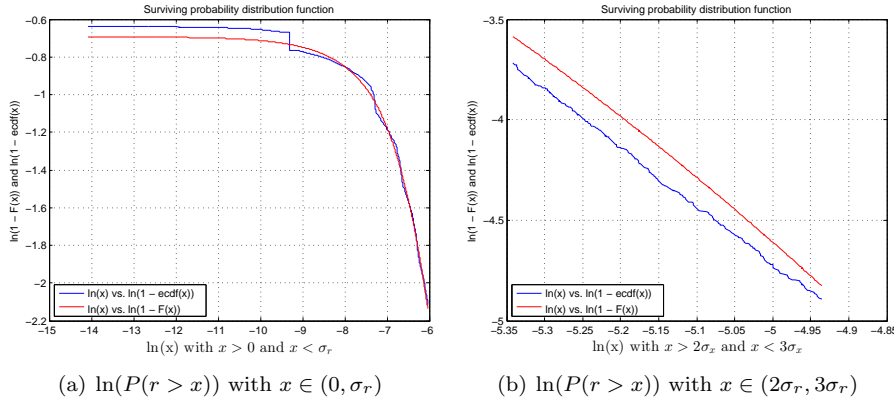 Surviving probability distribution function
ln(1 − F(x)) and ln(1 − ecdf(x))
−0.6
−0.8
−1
−1.2
−1.4
−1.6
−1.8
−2
−2.2
ln(x) vs. ln(1 − ecdf(x))
ln(x) vs. ln(1 − F(x))
−15 −14 −13 −12 −11 −10 −9 −8 −7 −6
ln(x) with x > 0 and x < σr
(a) ln(P(r > x)) with x ∈ (0, σr)
Surviving probability distribution function
ln(1 − F(x)) and ln(1 − ecdf(x))
−3.5
−4
−4.5
−5
ln(x) vs. ln(1 − ecdf(x))
ln(x) vs. ln(1 − F(x))
−5.35 −5.3 −5.25 −5.2 −5.15 −5.1 −5.05 −5 −4.95 −4.9 −4.85
ln(x) with x > 2σx and x < 3σx
(b) ln(P(r > x)) with x ∈ (2σr, 3σr)